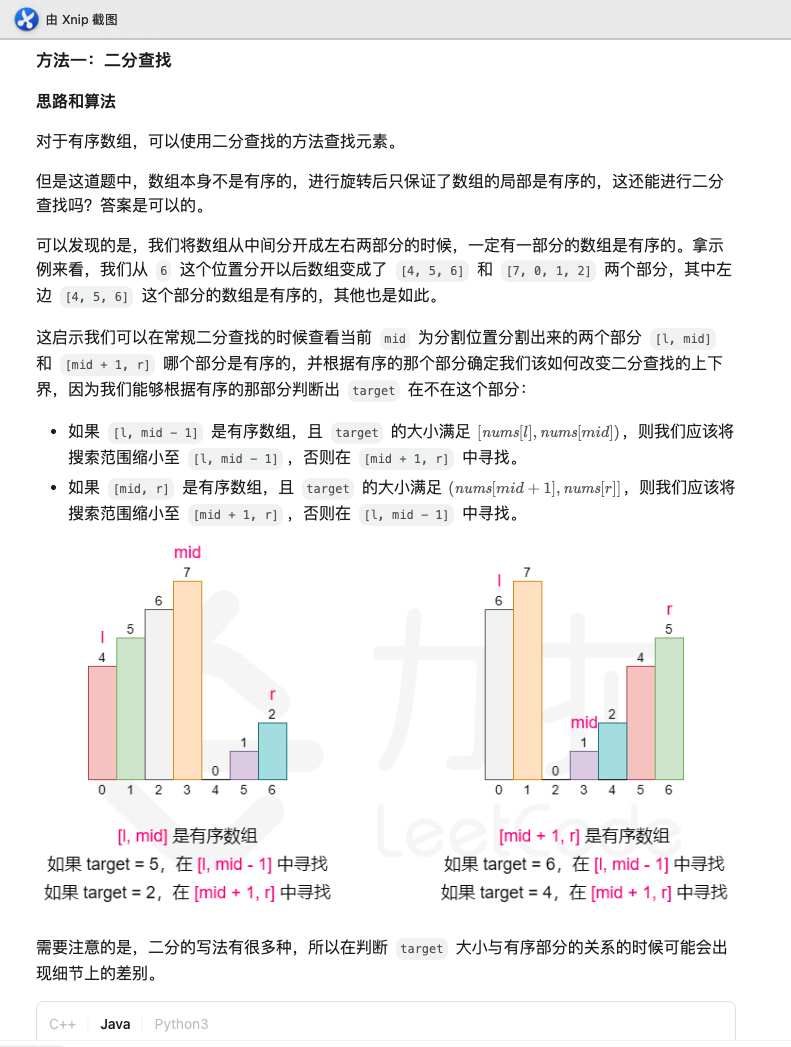 由 Xnip 截图
方法一：二分查找
思路和算法
对于有序数组，可以使用二分查找的方法查找元素。
但是这道题中，数组本身不是有序的，进行旋转后只保证了数组的局部是有序的，这还能进行二分
查找吗？答案是可以的。
可以发现的是，我们将数组从中间分开成左右两部分的时候，一定有一部分的数组是有序的。拿示
例来看，我们从 6 这个位置分开以后数组变成了 [4, 5, 6] 和 [7, 0, 1, 2] 两个部分，其中左
边 [4, 5, 6] 这个部分的数组是有序的，其他也是如此。
这启示我们可以在常规二分查找的时候查看当前 mid 为分割位置分割出来的两个部分 [l, mid]
和 [mid + 1, r] 哪个部分是有序的，并根据有序的那个部分确定我们该如何改变二分查找的上下
界，因为我们能够根据有序的那部分判断出 target 在不在这个部分：
• 如果 [l, mid - 1] 是有序数组，且 target 的大小满足 [nums[l], nums[mid])，则我们应该将
搜索范围缩小至 [l, mid - 1] ，否则在 [mid + 1, r] 中寻找。
• 如果 [mid, r] 是有序数组，且 target 的大小满足 (nums[mid + 1], nums[r]]，则我们应该将
搜索范围缩小至 [mid + 1, r] ，否则在 [l, mid - 1] 中寻找。
mid
7
6
5
l
4
r
2
1
0
0 1 2 3 4 5 6
[l, mid] 是有序数组
如果 target = 5，在 [l, mid - 1] 中寻找
如果 target = 2，在 [mid + 1, r] 中寻找
l
7
6
r
5
4
mid
2
1
0
0 1 2 3 4 5 6
[mid + 1, r] 是有序数组
如果 target = 6，在 [l, mid - 1] 中寻找
如果 target = 4，在 [mid + 1, r] 中寻找
力扣
LeetCode
需要注意的是，二分的写法有很多种，所以在判断 target 大小与有序部分的关系的时候可能会出
现细节上的差别。
C++ Java Python3